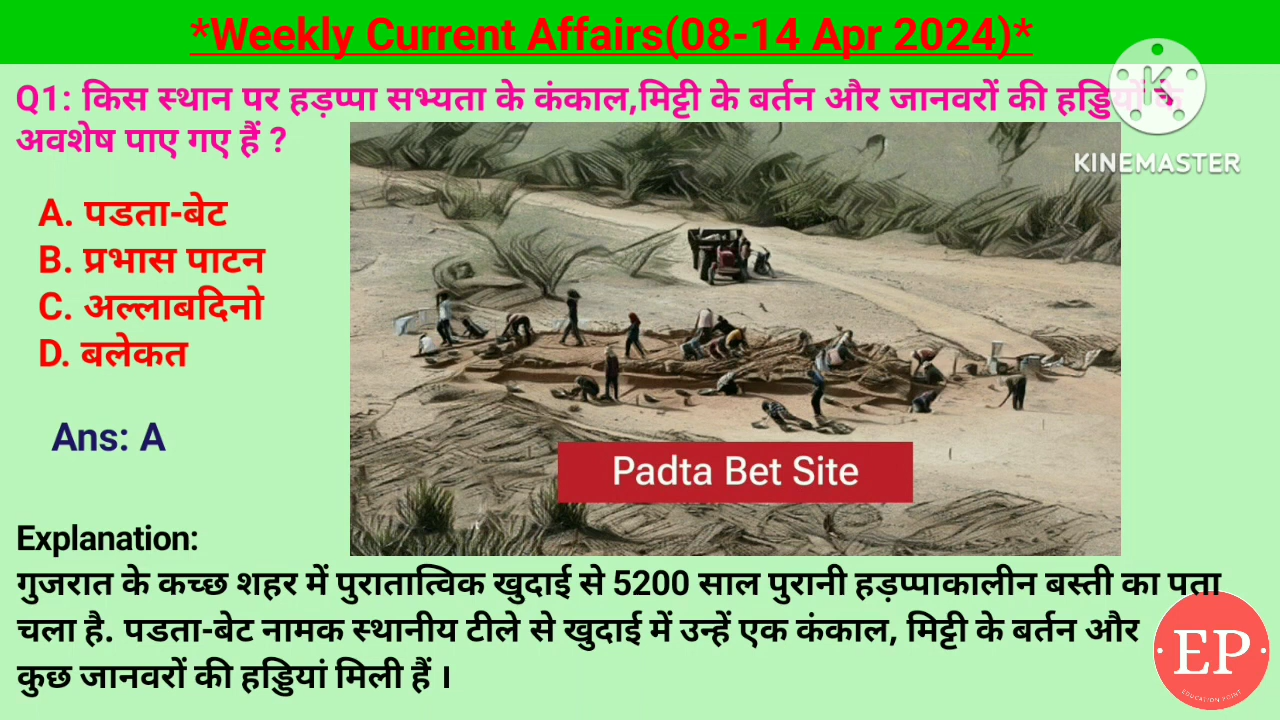 *Weekly Current Affairs(08-14 Apr 2024)*
Q1: किस स्थान पर हड़प्पा सभ्यता के कंकाल,मिट्टी के बर्तन और जानवरों की हड्डियों के
अवशेष पाए गए हैं ?
K
KINEMASTER
A. पडता-बेट
B. प्रभास पाटन
C. अल्लाबदिनो
D. बलेकत
Ans: A
Padta Bet Site
Explanation:
गुजरात के कच्छ शहर में पुरातात्विक खुदाई से 5200 साल पुरानी हड़प्पाकालीन बस्ती का पता
चला है. पडता-बेट नामक स्थानीय टीले से खुदाई में उन्हें एक कंकाल, मिट्टी के बर्तन और
कुछ जानवरों की हड्डियां मिली हैं ।
EP
EDUCATION POINT